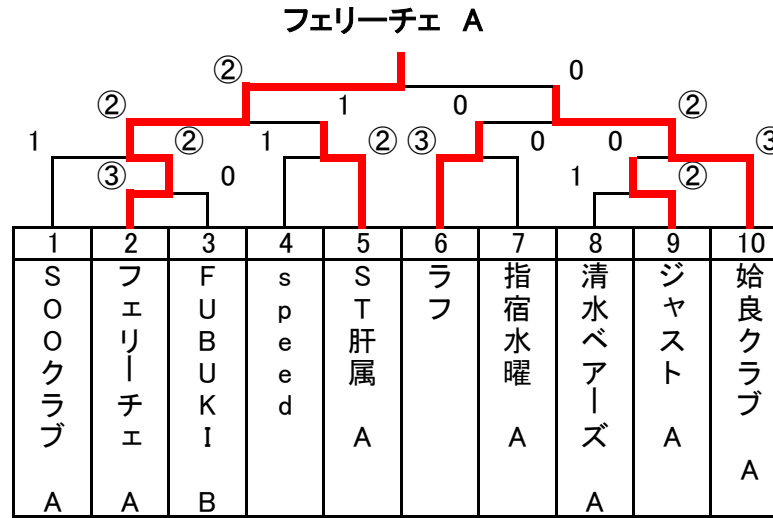 フェリーチェ A
② 0
② 1 0 ②
1 ② 1 ② ③ 0 0 ③
③ 0 1 ②
1 2 3 4 5 6 7 8 9 10
SOOクラブ A
フェリーチェ A
FUBUKI B
speed
ST肝属 A
ラフ
指宿水曜 A
清水ベアーズ A
ジャスト A
姶良クラブ A